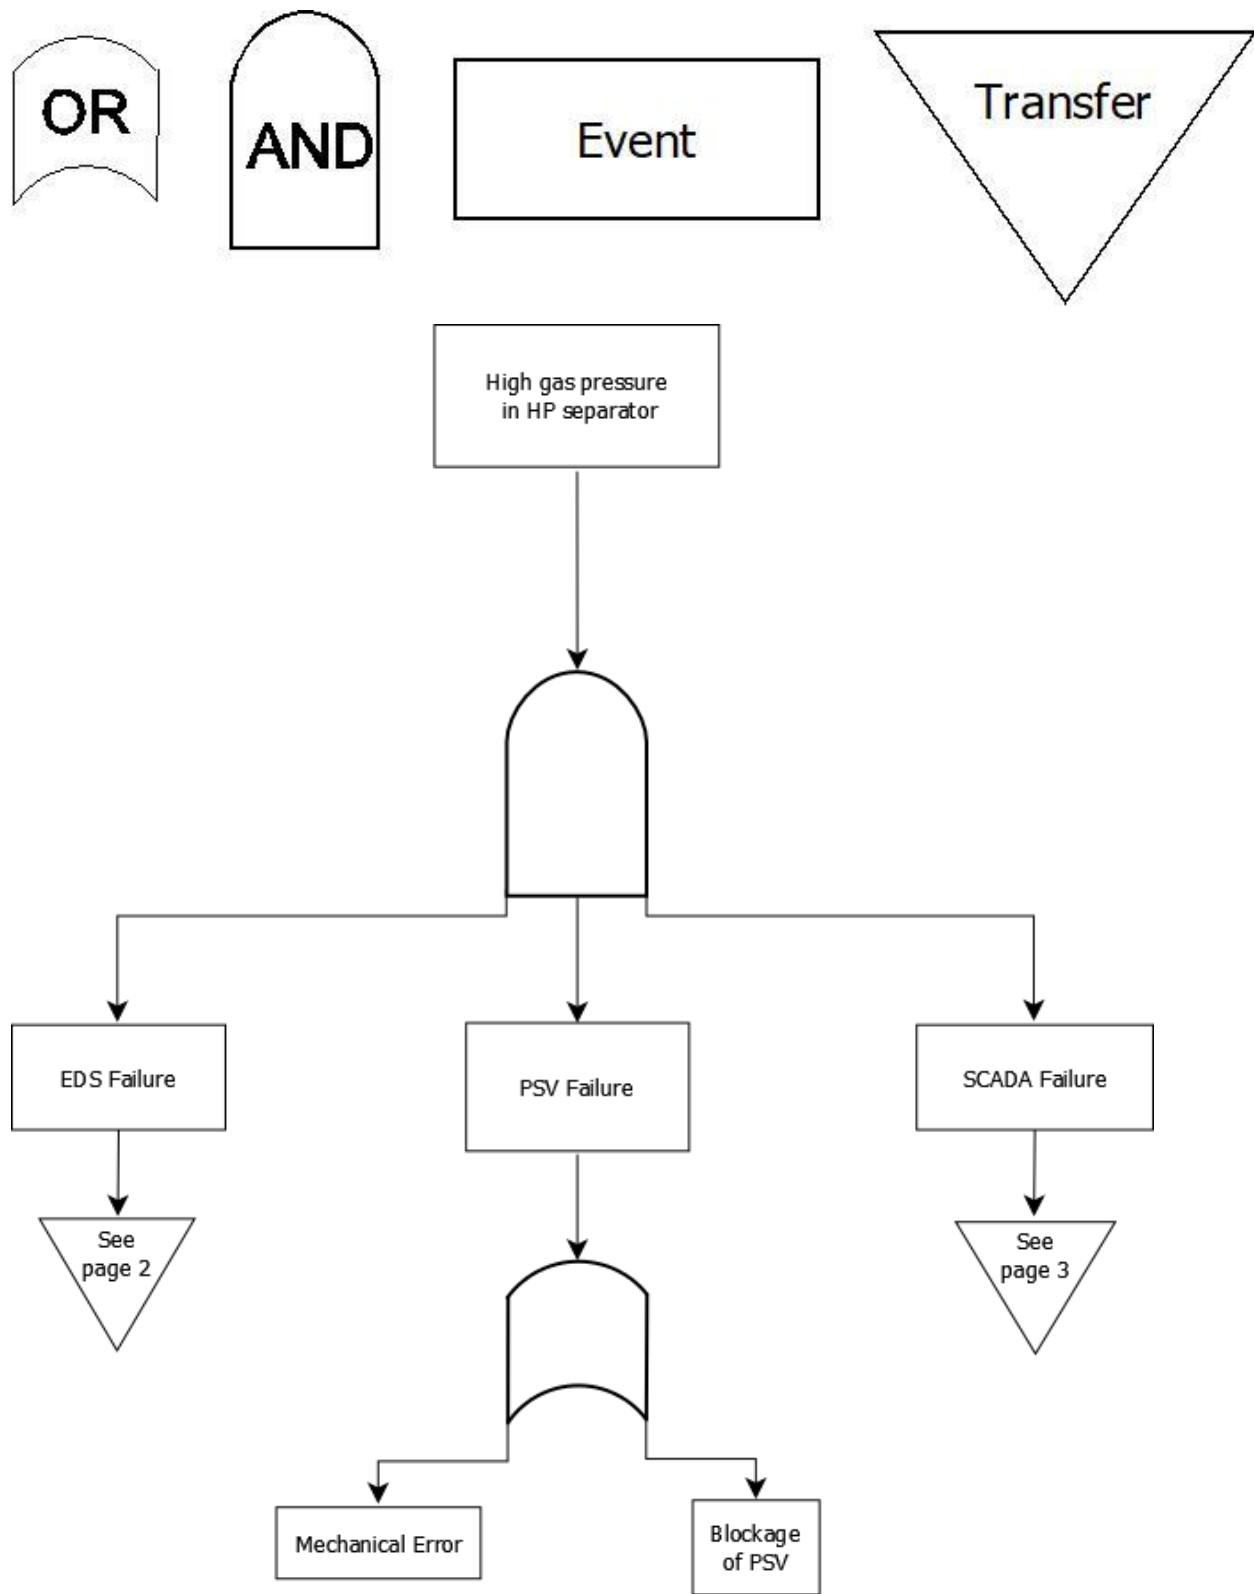 OR
AND
Event
Transfer
High gas pressure
in HP separator
EDS Failure
PSV Failure
SCADA Failure
See
page 2
See
page 3
Mechanical Error
Blockage
of PSV